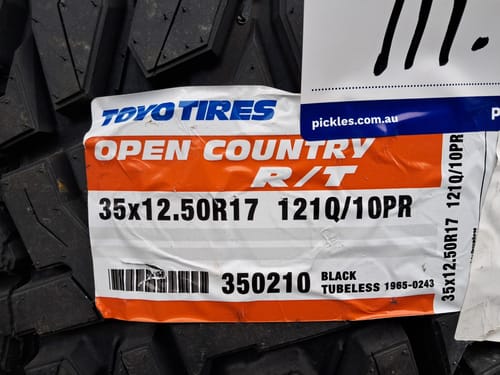 pickles.com.au
TOYO TIRES
OPEN COUNTRY
R/T
35x12.50R17 121Q/10PR
350210 BLACK
TUBELESS 1965-0243
35x12.50R17 121Q/10PR